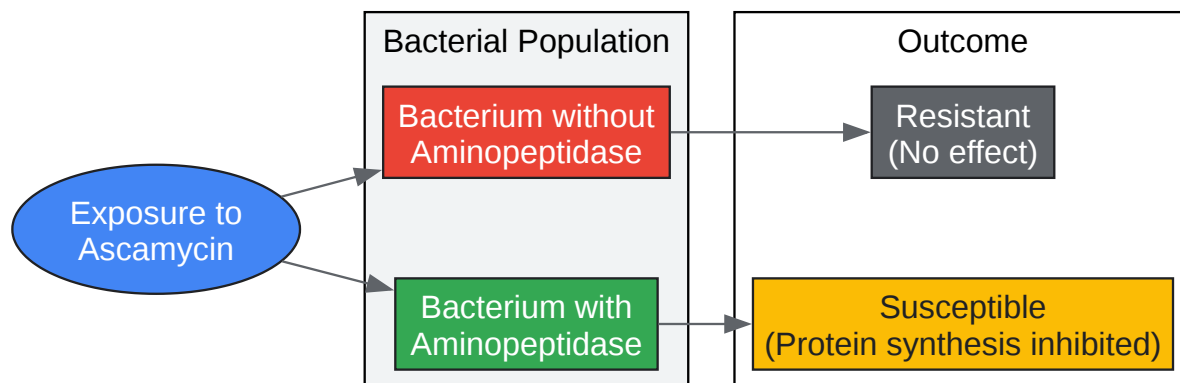 Bacterial Population
Outcome
Bacterium without
Aminopeptidase
Resistant
(No effect)
Exposure to
Ascamycin
Bacterium with
Aminopeptidase
Susceptible
(Protein synthesis inhibited)